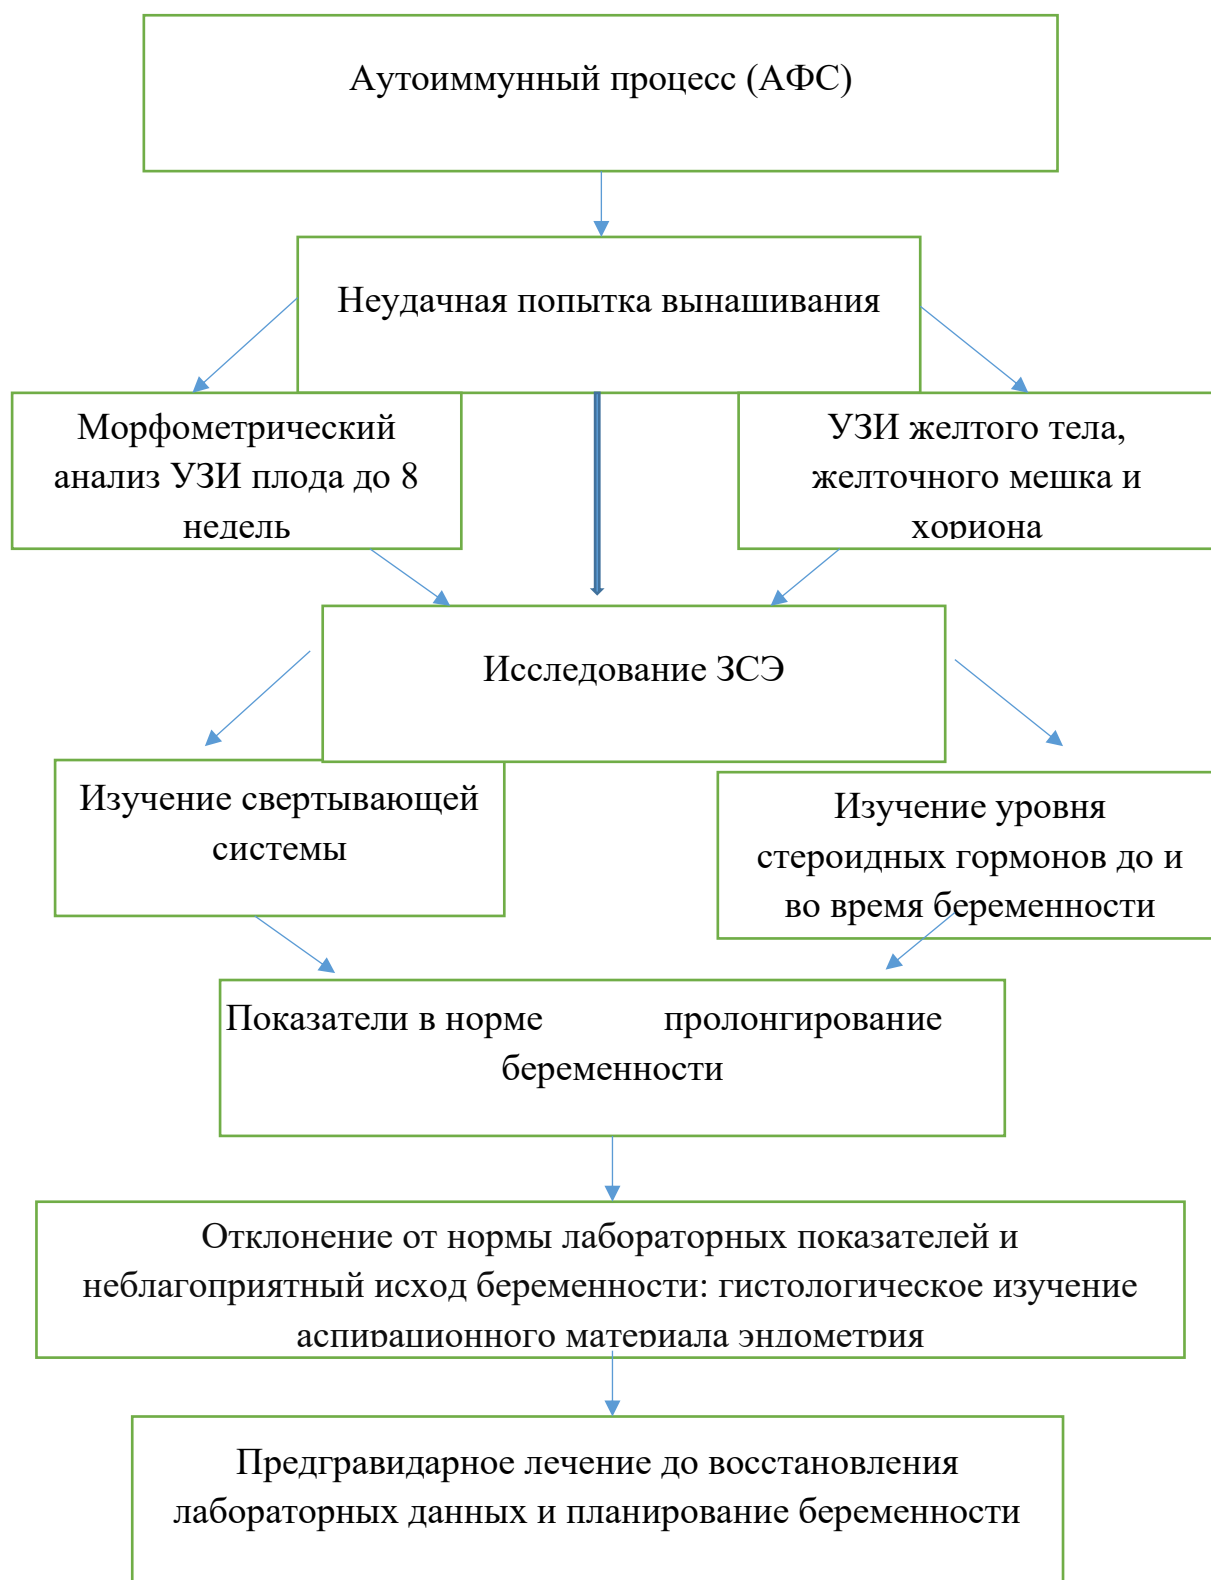 Аутоиммунный процесс (АФС)
Неудачная попытка вынашивания
Морфометрический
анализ УЗИ плода до 8
недель
УЗИ желтого тела,
желточного мешка и
хориона
Исследование ЗСЭ
Изучение свертывающей
системы
Изучение уровня
стероидных гормонов до и
во время беременности
Показатели в норме пролонгирование
беременности
Отклонение от нормы лабораторных показателей и
неблагоприятный исход беременности: гистологическое изучение
аспирационного материала эндометрия
Предгравидарное лечение до восстановления
лабораторных данных и планирование беременности